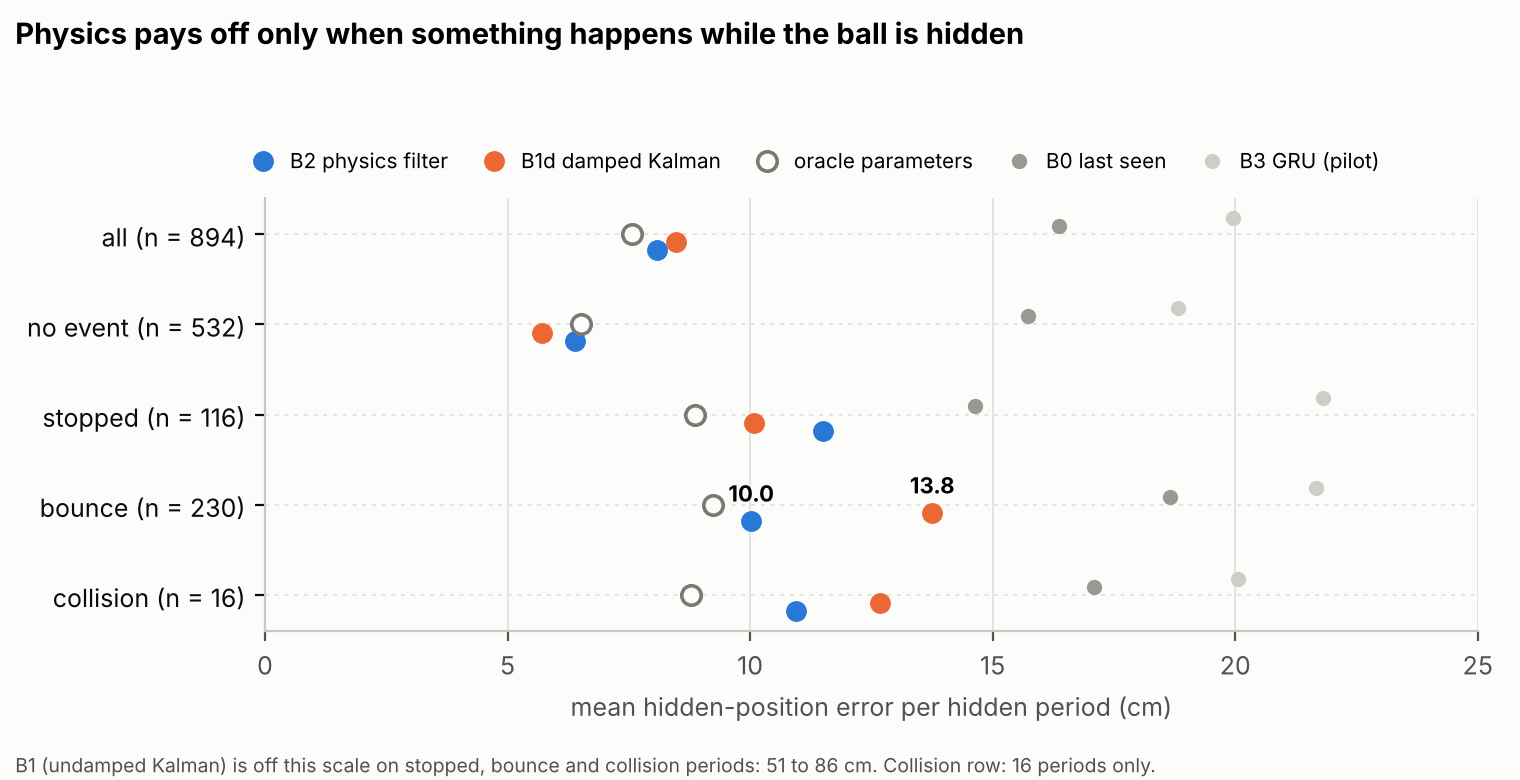 Physics pays off only when something happens while the ball is hidden
B2 physics filter B1d damped Kalman oracle parameters B0 last seen B3 GRU (pilot)
all (n = 894)
no event (n = 532)
stopped (n = 116)
10.0 13.8
bounce (n = 230)
collision (n = 16)
0 5 10 15 20 25
mean hidden-position error per hidden period (cm)
B1 (undamped Kalman) is off this scale on stopped, bounce and collision periods: 51 to 86 cm. Collision row: 16 periods only.